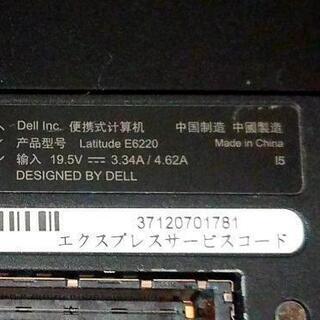 Dell Inc. 便携式计算机 中国制造 中國製造
产品型号 Latitude E6220 Made in China
输入 19.5V ⎓ 3.34A / 4.62A I5
DESIGNED BY DELL
37120701781
エクスプレスサービスコード